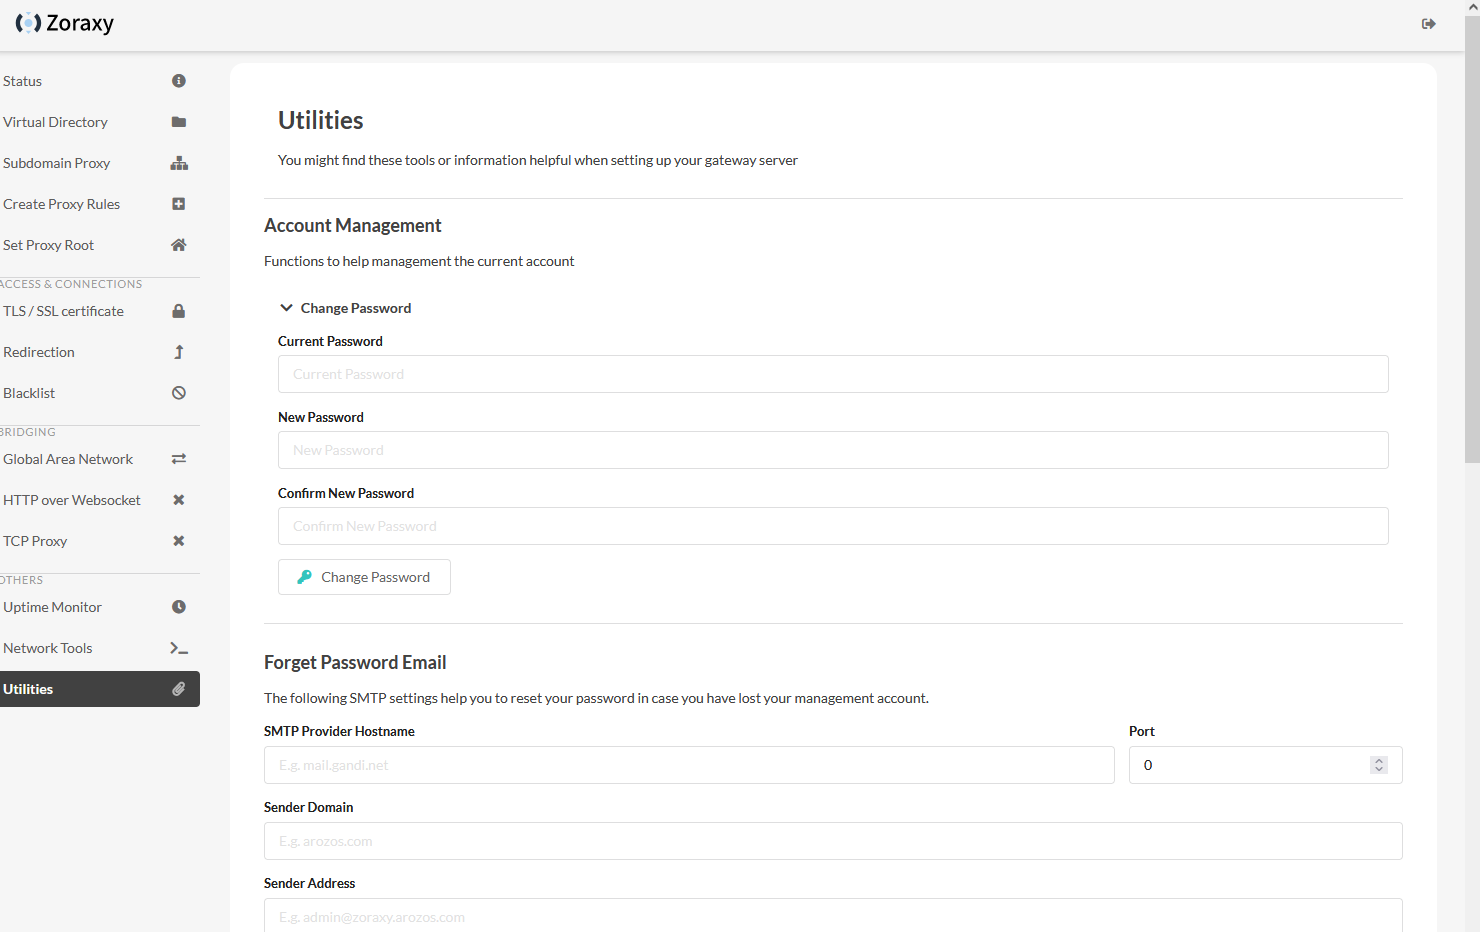 Zoraxy
Status
Virtual Directory
Subdomain Proxy
Create Proxy Rules
Set Proxy Root
ACCESS & CONNECTIONS
TLS / SSL certificate
Redirection
Blacklist
BRIDGING
Global Area Network
HTTP over Websocket
TCP Proxy
OTHERS
Uptime Monitor
Network Tools
Utilities
Utilities
You might find these tools or information helpful when setting up your gateway server
Account Management
Functions to help management the current account
Change Password
Current Password
Current Password
New Password
New Password
Confirm New Password
Confirm New Password
Change Password
Forget Password Email
The following SMTP settings help you to reset your password in case you have lost your management account.
SMTP Provider Hostname
E.g. mail.gandi.net
Port
0
Sender Domain
E.g. arozos.com
Sender Address
E.g. admin@zoraxy.arozos.com